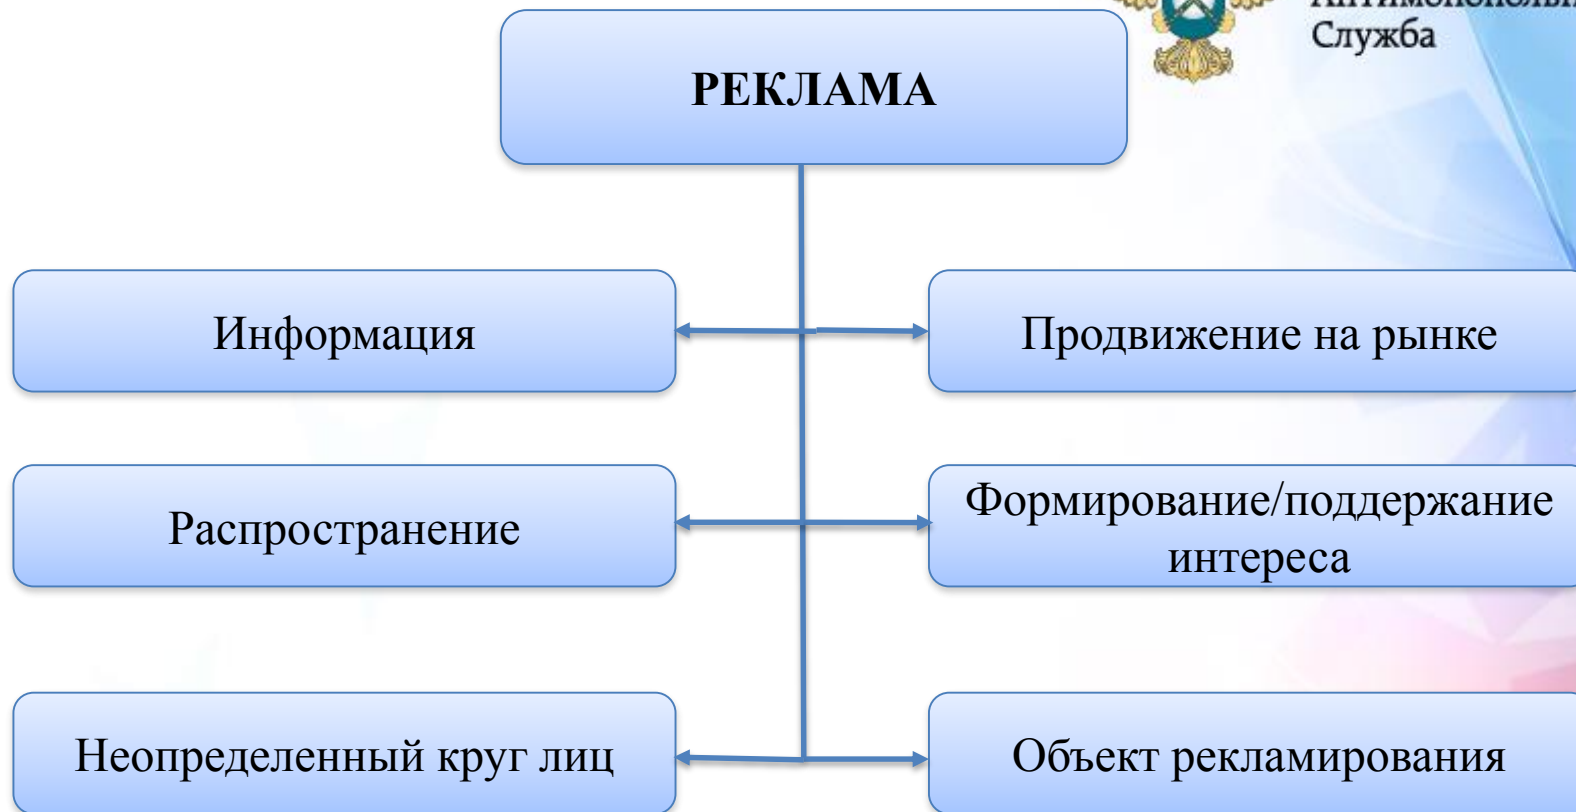 Служба
РЕКЛАМА
Информация
Продвижение на рынке
Распространение
Формирование/поддержание
интереса
Неопределенный круг лиц
Объект рекламирования